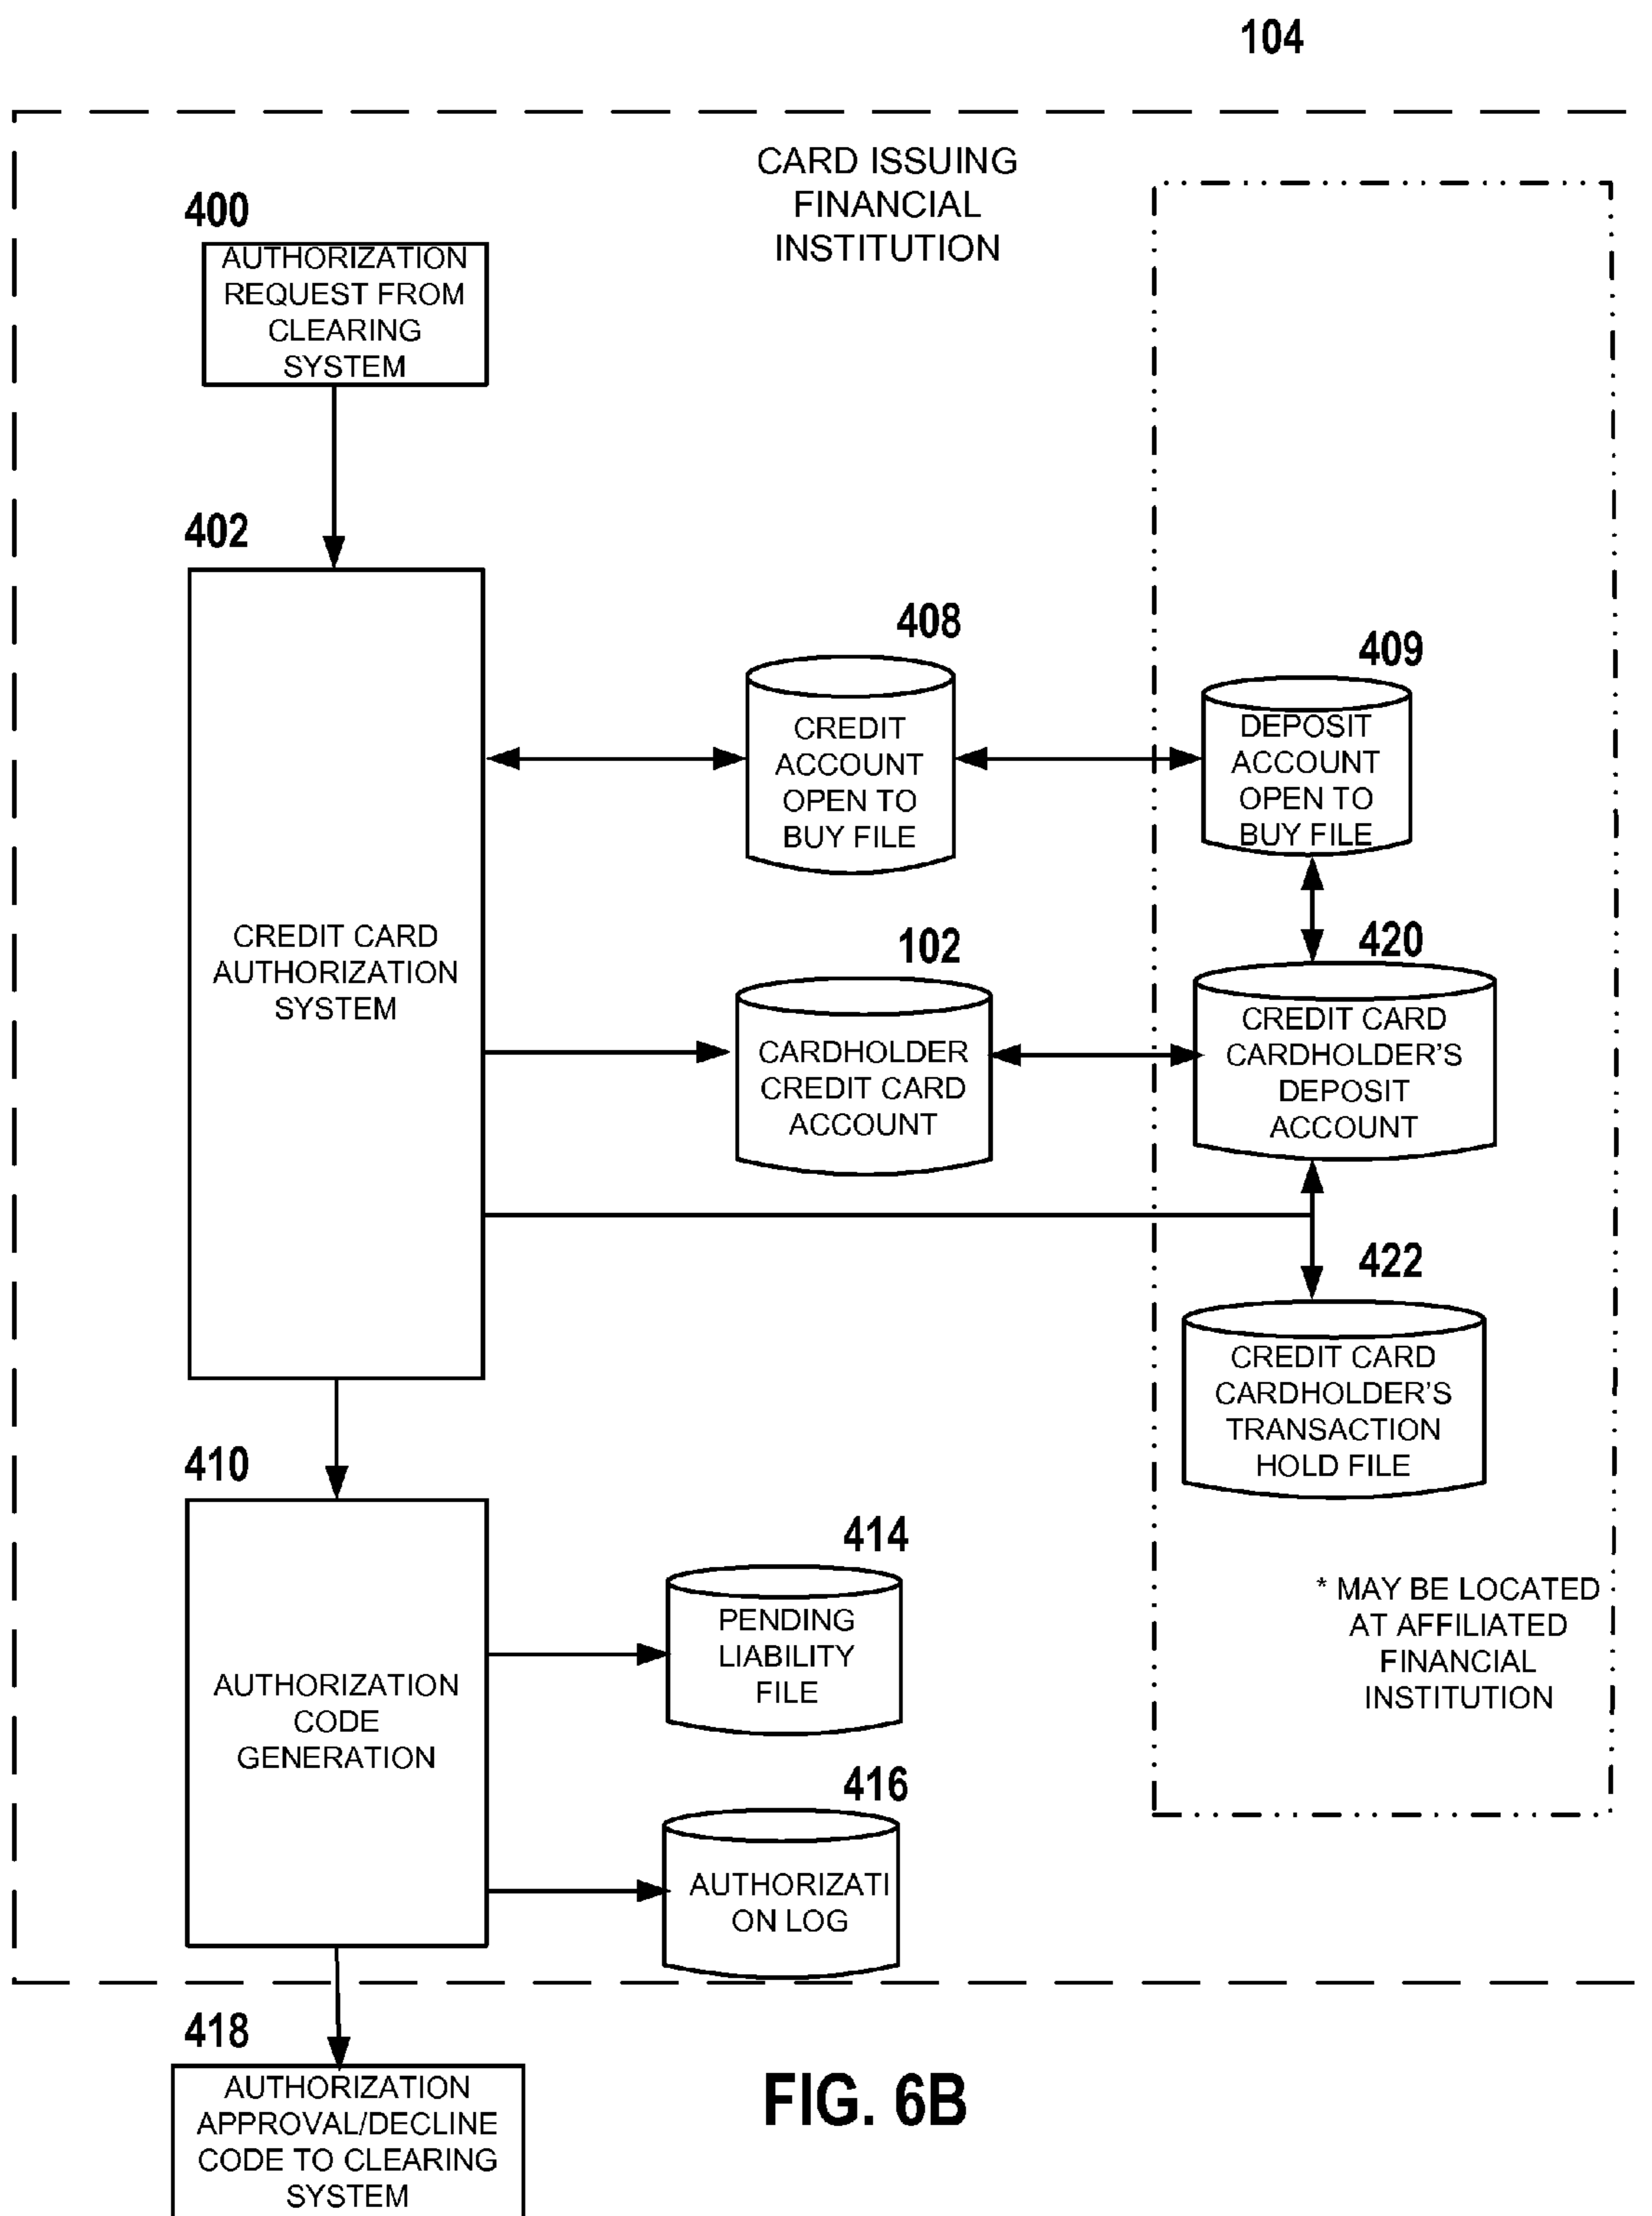 104
CARD ISSUING
FINANCIAL
INSTITUTION
400
AUTHORIZATION
REQUEST FROM
CLEARING
SYSTEM
402
CREDIT CARD
AUTHORIZATION
SYSTEM
408
CREDIT
ACCOUNT
OPEN TO
BUY FILE
409
DEPOSIT
ACCOUNT
OPEN TO
BUY FILE
102
CARDHOLDER
CREDIT CARD
ACCOUNT
420
CREDIT CARD
CARDHOLDER'S
DEPOSIT
ACCOUNT
422
CREDIT CARD
CARDHOLDER'S
TRANSACTION
HOLD FILE
410
AUTHORIZATION
CODE
GENERATION
414
PENDING
LIABILITY
FILE
* MAY BE LOCATED
AT AFFILIATED
FINANCIAL
INSTITUTION
416
AUTHORIZATI
ON LOG
418
AUTHORIZATION
APPROVAL/DECLINE
CODE TO CLEARING
SYSTEM
FIG. 6B